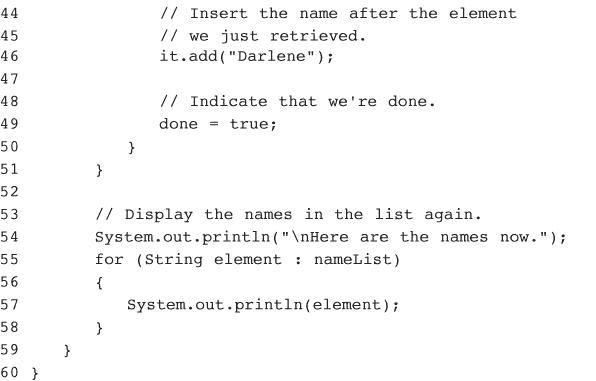 44 // Insert the name after the element
45 // we just retrieved.
46 it.add("Darlene");
47
48 // Indicate that we're done.
49 done = true;
50 }
51 }
52
53 // Display the names in the list again.
54 System.out.println("\nHere are the names now.");
55 for (String element : nameList)
56 {
57 System.out.println(element);
58 }
59 }
60 }